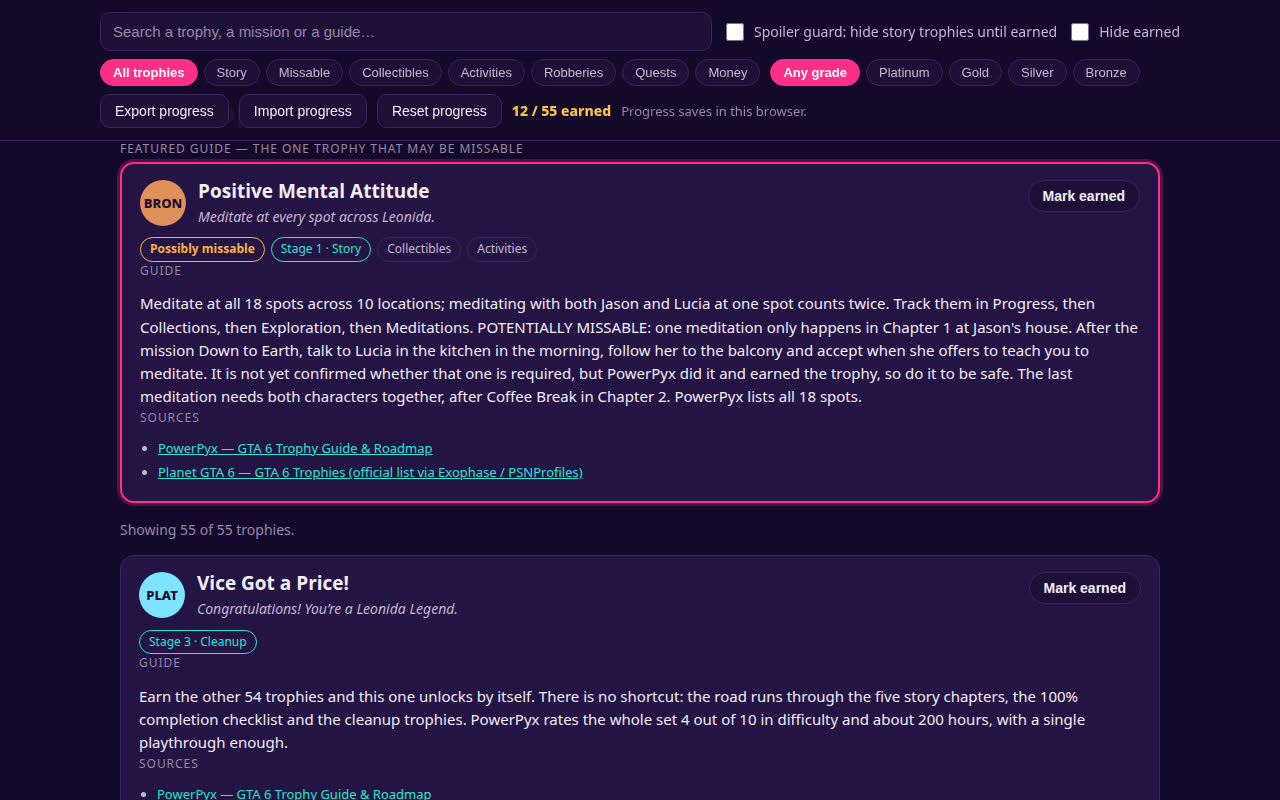 Search a trophy, a mission or a guide…
Spoiler guard: hide story trophies until earned
Hide earned
All trophies
Story
Missable
Collectibles
Activities
Robberies
Quests
Money
Any grade
Platinum
Gold
Silver
Bronze
Export progress
Import progress
Reset progress
12 / 55 earned
Progress saves in this browser.
FEATURED GUIDE — THE ONE TROPHY THAT MAY BE MISSABLE
BRON
Positive Mental Attitude
Meditate at every spot across Leonida.
Mark earned
Possibly missable
Stage 1 · Story
Collectibles
Activities
GUIDE
Meditate at all 18 spots across 10 locations; meditating with both Jason and Lucia at one spot counts twice. Track them in Progress, then
Collections, then Exploration, then Meditations. POTENTIALLY MISSABLE: one meditation only happens in Chapter 1 at Jason's house. After the
mission Down to Earth, talk to Lucia in the kitchen in the morning, follow her to the balcony and accept when she offers to teach you to
meditate. It is not yet confirmed whether that one is required, but PowerPyx did it and earned the trophy, so do it to be safe. The last
meditation needs both characters together, after Coffee Break in Chapter 2. PowerPyx lists all 18 spots.
SOURCES
PowerPyx — GTA 6 Trophy Guide & Roadmap
Planet GTA 6 — GTA 6 Trophies (official list via Exophase / PSNProfiles)
Showing 55 of 55 trophies.
PLAT
Vice Got a Price!
Congratulations! You're a Leonida Legend.
Mark earned
Stage 3 · Cleanup
GUIDE
Earn the other 54 trophies and this one unlocks by itself. There is no shortcut: the road runs through the five story chapters, the 100%
completion checklist and the cleanup trophies. PowerPyx rates the whole set 4 out of 10 in difficulty and about 200 hours, with a single
playthrough enough.
SOURCES
PowerPyx — GTA 6 Trophy Guide & Roadmap